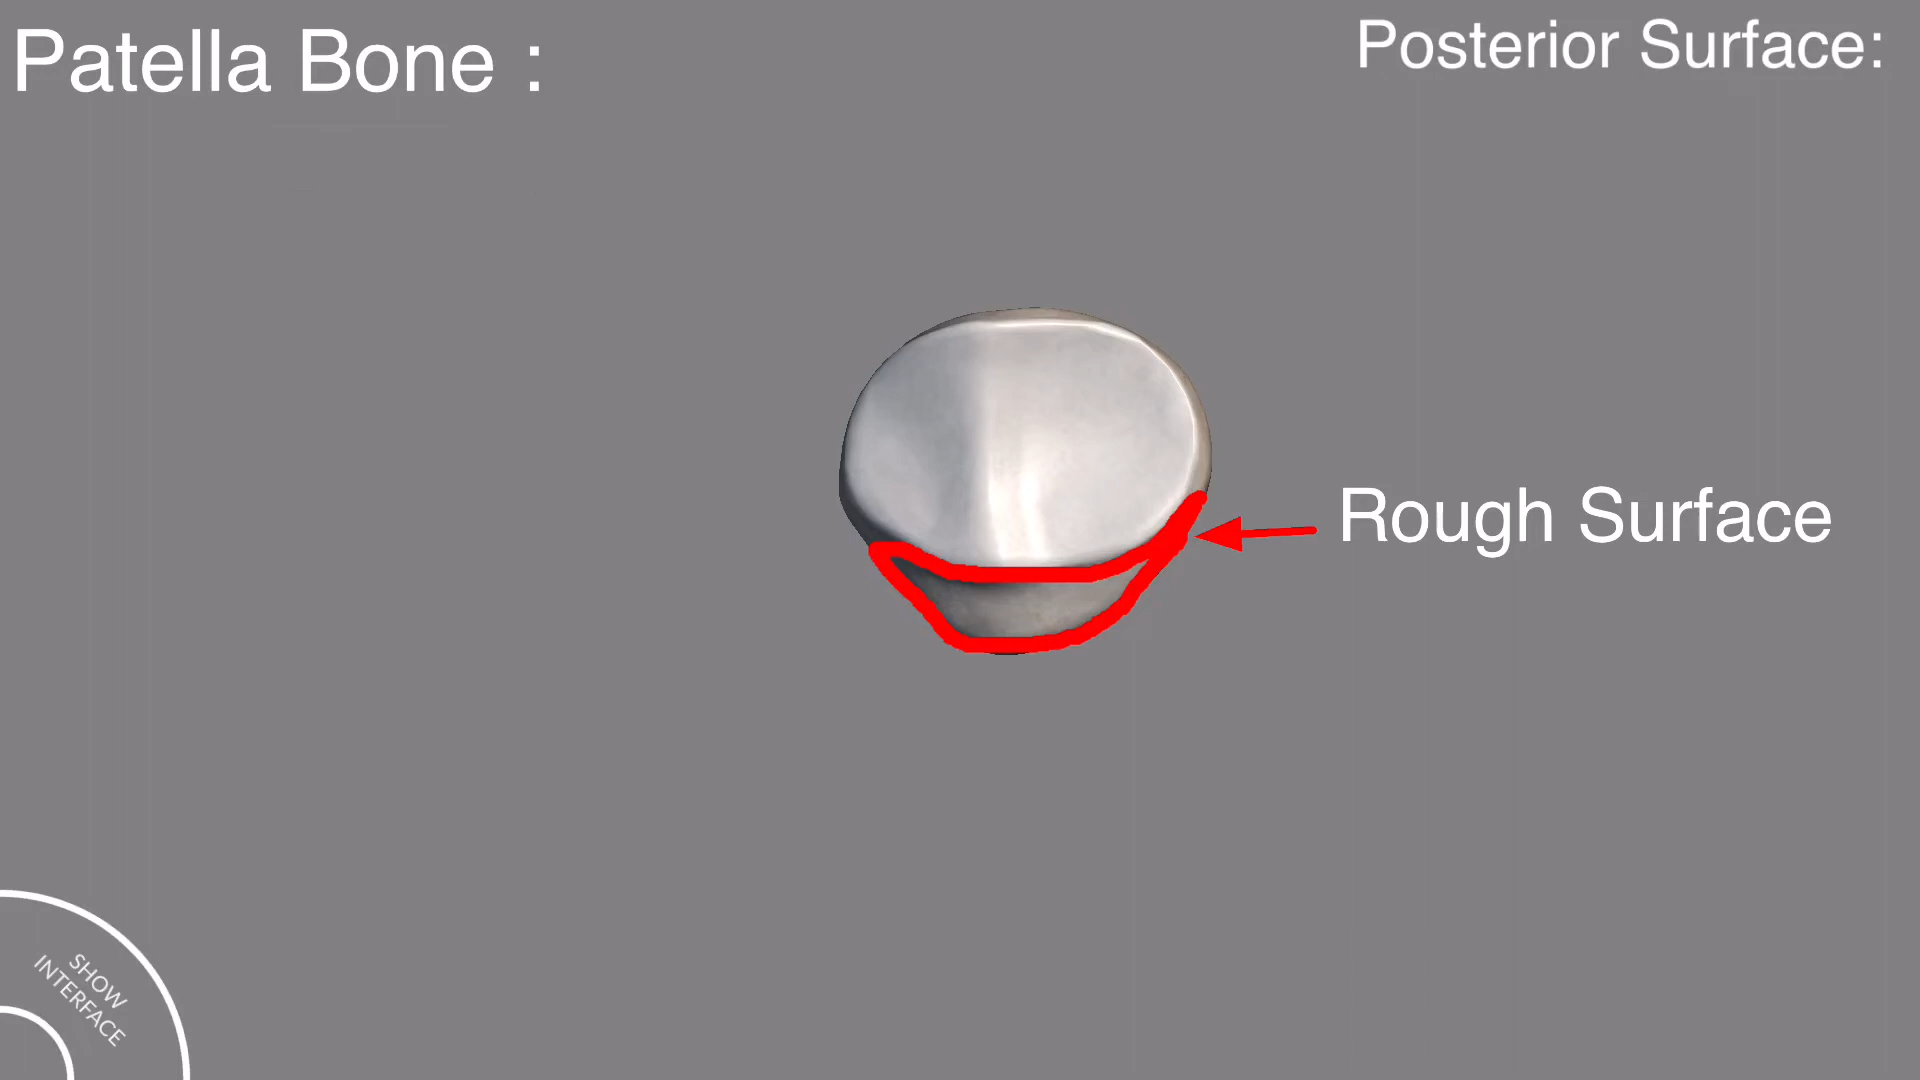 Patella Bone :
Posterior Surface:
Rough Surface
SHOW
INTERFACE